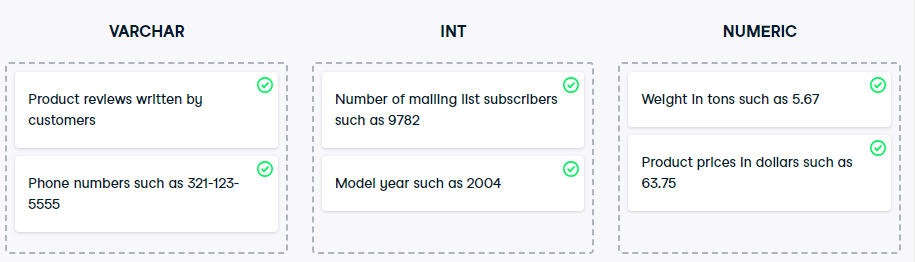 VARCHAR
Product reviews written by
customers
Phone numbers such as 321-123-
5555
INT
Number of mailing list subscribers
such as 9782
Model year such as 2004
NUMERIC
Weight in tons such as 5.67
Product prices in dollars such as
63.75